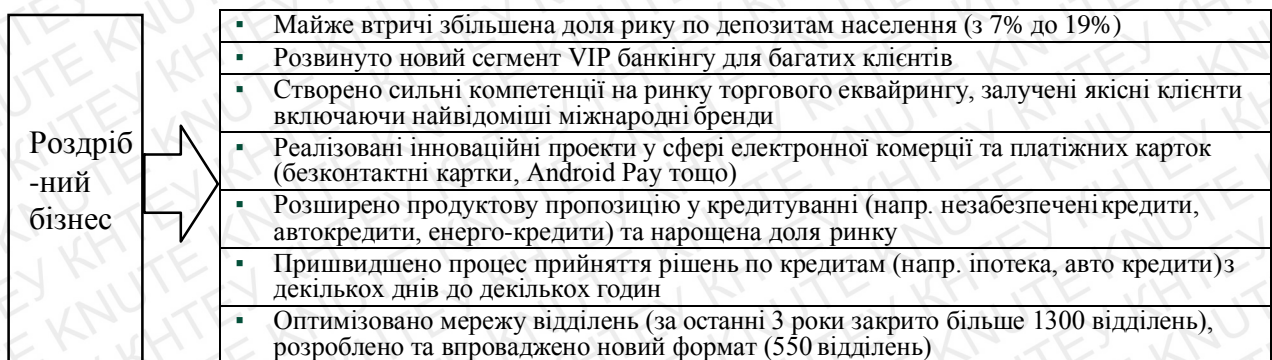 Роздріб
-ний
бізнес
▪ Майже втричі збільшена доля рику по депозитам населення (з 7% до 19%)
▪ Розвинуто новий сегмент VIP банкінгу для багатих клієнтів
▪ Створено сильні компетенції на ринку торгового еквайрингу, залучені якісні клієнти
включаючи найвідоміші міжнародні бренди
▪ Реалізовані інноваційні проекти у сфері електронної комерції та платіжних карток
(безконтактні картки, Android Pay тощо)
▪ Розширено продуктову пропозицію у кредитуванні (напр. незабезпечені кредити,
автокредити, енерго-кредити) та нарощена доля ринку
▪ Пришвидшено процес прийняття рішень по кредитам (напр. іпотека, авто кредити) з
декількох днів до декількох годин
▪ Оптимізовано мережу відділень (за останні 3 роки закрито більше 1300 відділень),
розроблено та впроваджено новий формат (550 відділень)